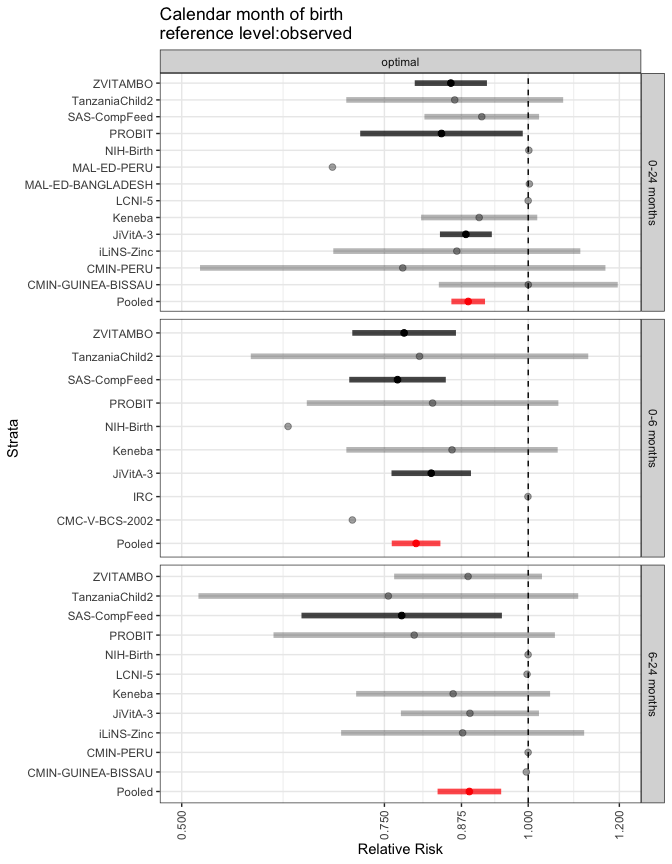 Calendar month of birth
reference level:observed
optimal
ZVITAMBO
TanzaniaChild2
SAS-CompFeed
PROBIT
NIH-Birth
MAL-ED-PERU
MAL-ED-BANGLADESH
LCNI-5
Keneba
JiVitA-3
iLiNS-Zinc
CMIN-PERU
CMIN-GUINEA-BISSAU
Pooled
0-24 months
ZVITAMBO
TanzaniaChild2
SAS-CompFeed
PROBIT
NIH-Birth
Keneba
JiVitA-3
IRC
CMC-V-BCS-2002
Pooled
0-6 months
ZVITAMBO
TanzaniaChild2
SAS-CompFeed
PROBIT
NIH-Birth
LCNI-5
Keneba
JiVitA-3
iLiNS-Zinc
CMIN-PERU
CMIN-GUINEA-BISSAU
Pooled
6-24 months
Strata
0.500
0.750
0.875
1.000
1.200
Relative Risk